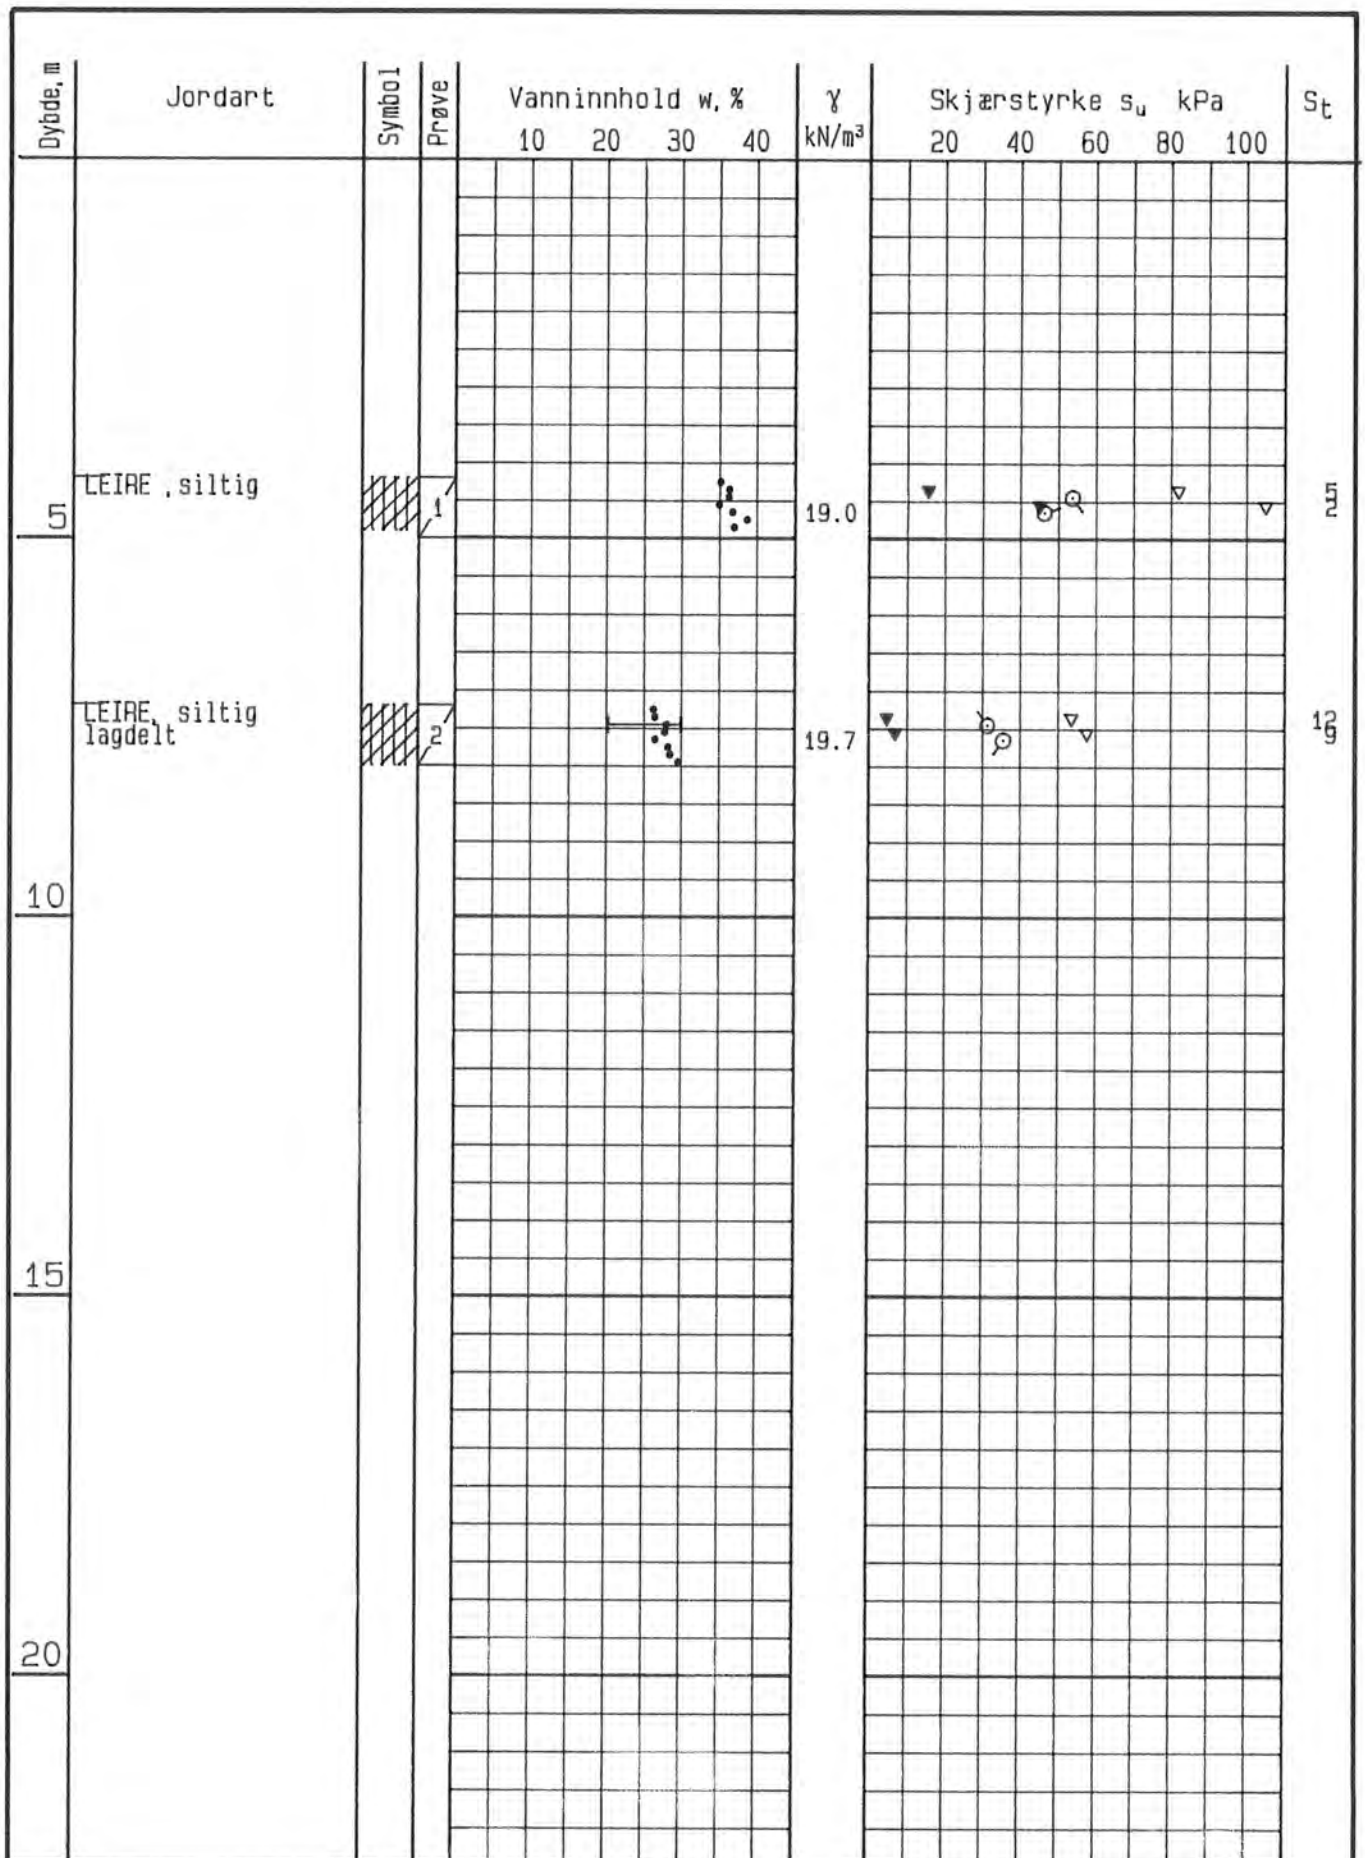 Dybde, m
Jordart
Symbol
Prøve
Vanninnhold w, %
10 20 30 40
γ
kN/m³
Skjærstyrke su kPa
20 40 60 80 100
St
LEIRE , siltig
1
19.0
5
2
5
LEIRE, siltig
lagdelt
2
19.7
12
9
10
15
20